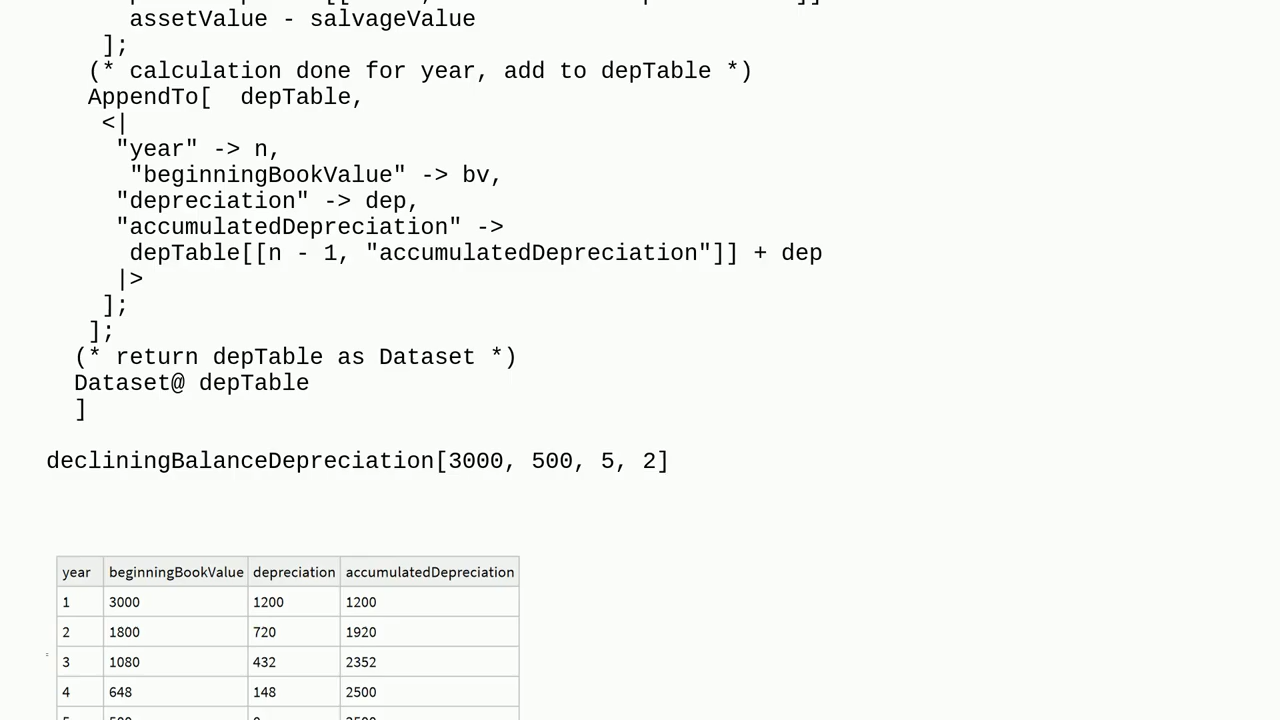 assetValue - salvageValue
];
(* calculation done for year, add to depTable *)
AppendTo[  depTable,
<|
"year" -> n,
"beginningBookValue" -> bv,
"depreciation" -> dep,
"accumulatedDepreciation" ->
depTable[[n - 1, "accumulatedDepreciation"]] + dep
|>
];
];
(* return depTable as Dataset *)
Dataset@ depTable
]
decliningBalanceDepreciation[3000, 500, 5, 2]
year beginningBookValue depreciation accumulatedDepreciation
1 3000 1200 1200
2 1800 720 1920
3 1080 432 2352
4 648 148 2500